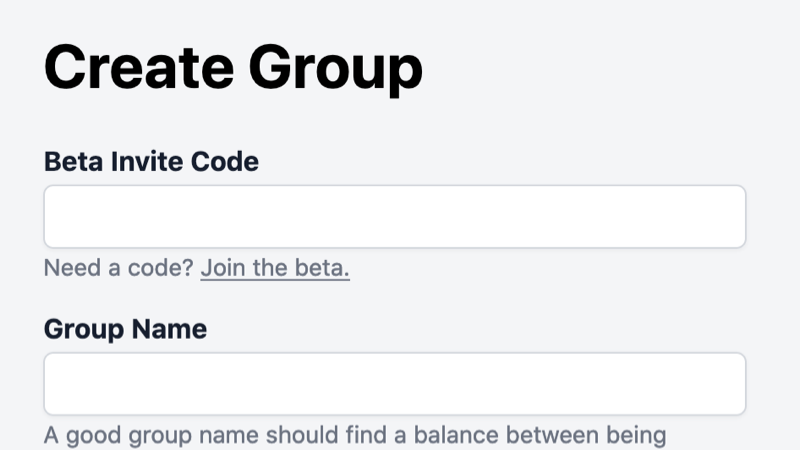 Create Group
Beta Invite Code
Need a code? Join the beta.
Group Name
A good group name should find a balance between being